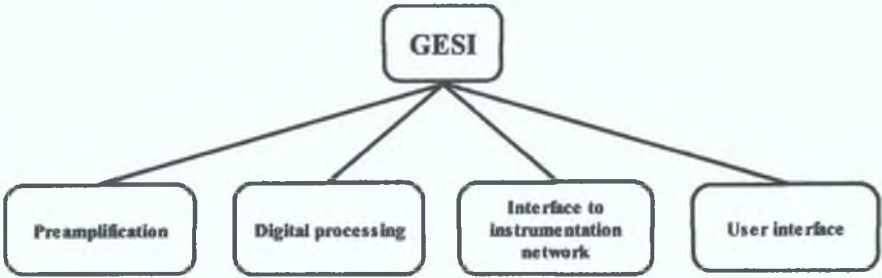 GESI
Preamplification
Digital processing
Interface to
instrumentation
network
User interface